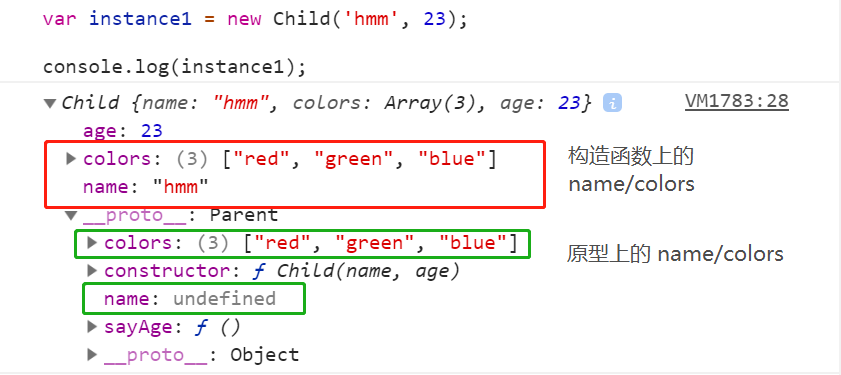 var instance1 = new Child('hmm', 23);
console.log(instance1);
▼Child {name: "hmm", colors: Array(3), age: 23} i VM1783:28
age: 23
▶colors: (3) ["red", "green", "blue"]
name: "hmm"
构造函数上的
name/colors
▼__proto__: Parent
▶colors: (3) ["red", "green", "blue"]
原型上的 name/colors
▶constructor: ƒ Child(name, age)
name: undefined
▶sayAge: ƒ ()
▶__proto__: Object